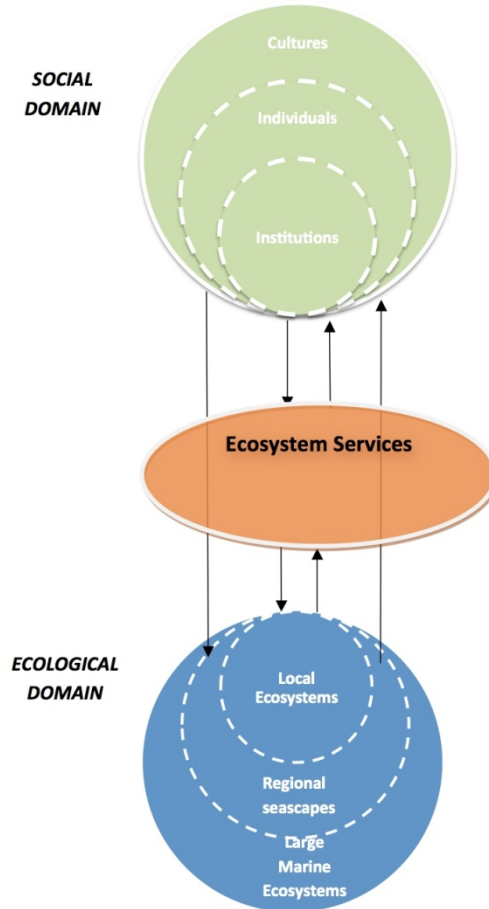 Cultures
SOCIAL
DOMAIN
Individuals
Institutions
Ecosystem Services
ECOLOGICAL
DOMAIN
Local
Ecosystems
Regional
seascapes
Large
Marine
Ecosystems